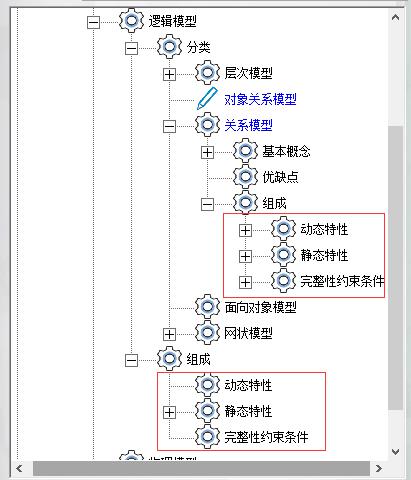 逻辑模型
分类
层次模型
对象关系模型
关系模型
基本概念
优缺点
组成
动态特性
静态特性
完整性约束条件
面向对象模型
网状模型
组成
动态特性
静态特性
完整性约束条件